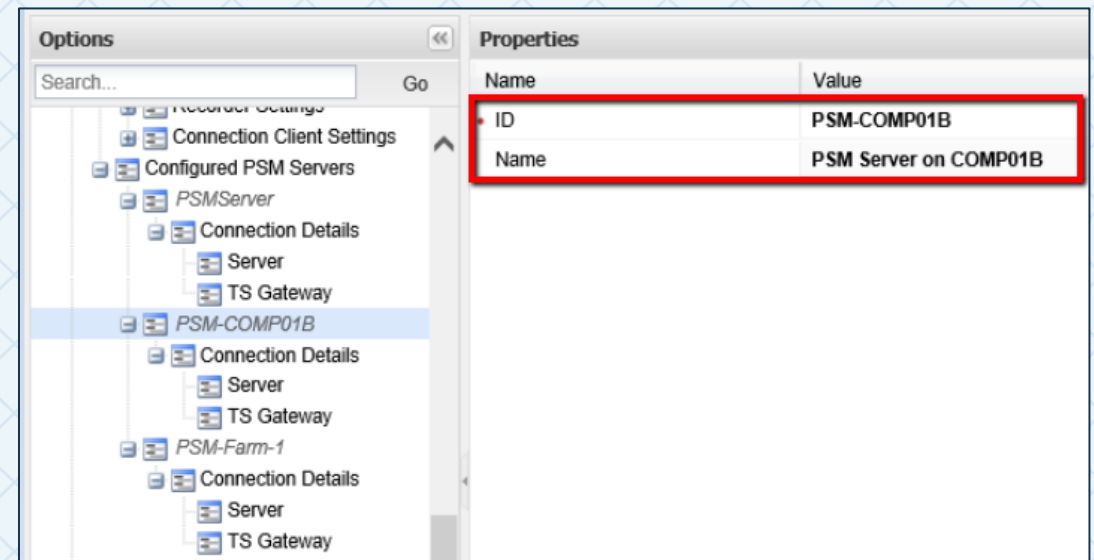 Options
Search...
Go
Recorder Settings
Connection Client Settings
Configured PSM Servers
PSMServer
Connection Details
Server
TS Gateway
PSM-COMP01B
Connection Details
Server
TS Gateway
PSM-Farm-1
Connection Details
Server
TS Gateway
Properties
Name Value
ID PSM-COMP01B
Name PSM Server on COMP01B